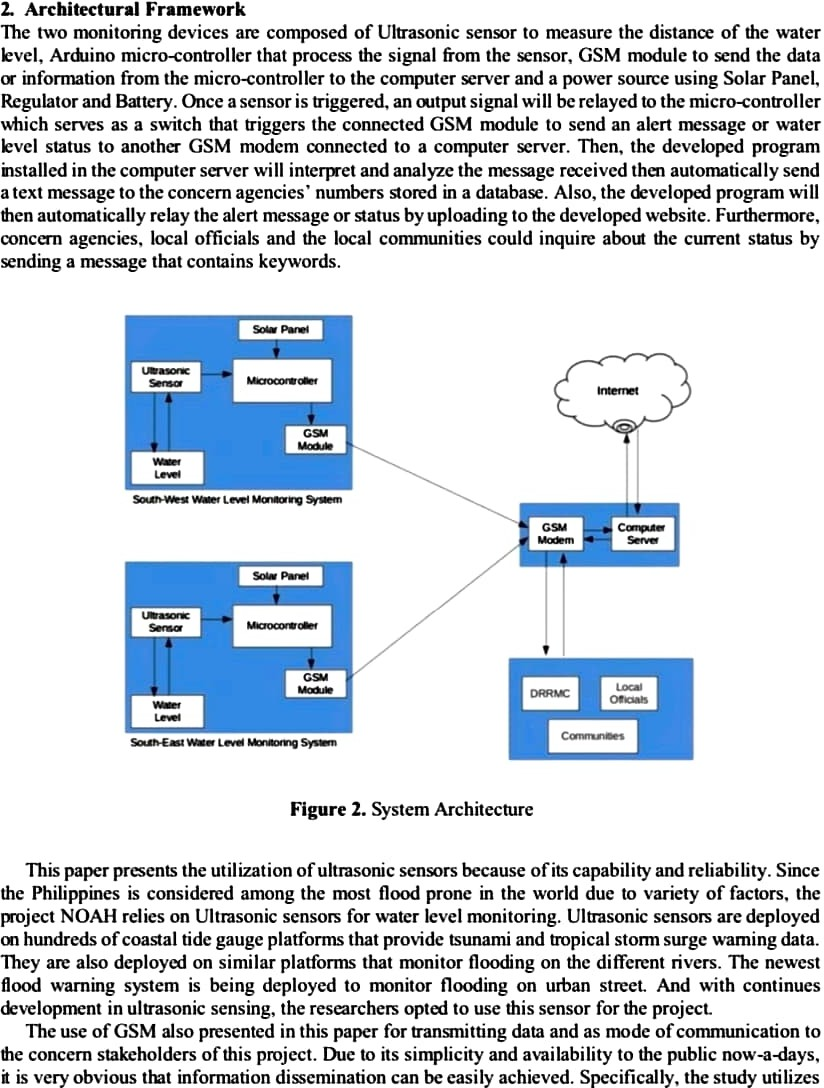 2. Architectural Framework
The two monitoring devices are composed of Ultrasonic sensor to measure the distance of the water
level, Arduino micro-controller that process the signal from the sensor, GSM module to send the data
or information from the micro-controller to the computer server and a power source using Solar Panel,
Regulator and Battery. Once a sensor is triggered, an output signal will be relayed to the micro-controller
which serves as a switch that triggers the connected GSM module to send an alert message or water
level status to another GSM modem connected to a computer server. Then, the developed program
installed in the computer server will interpret and analyze the message received then automatically send
a text message to the concern agencies' numbers stored in a database. Also, the developed program will
then automatically relay the alert message or status by uploading to the developed website. Furthermore,
concern agencies, local officials and the local communities could inquire about the current status by
sending a message that contains keywords.
Solar Panel
Ultrasonic
Sensor
Microcontroller
GSM
Module
Water
Level
South-West Water Level Monitoring System
Solar Panel
Ultrasonic
Sensor
Microcontroller
GSM
Module
Water
Level
South-East Water Level Monitoring System
Internet
GSM
Modem
Computer
Server
DRRMC
Local
Officials
Communities
Figure 2. System Architecture
This paper presents the utilization of ultrasonic sensors because of its capability and reliability. Since
the Philippines is considered among the most flood prone in the world due to variety of factors, the
project NOAH relies on Ultrasonic sensors for water level monitoring. Ultrasonic sensors are deployed
on hundreds of coastal tide gauge platforms that provide tsunami and tropical storm surge warning data.
They are also deployed on similar platforms that monitor flooding on the different rivers. The newest
flood warning system is being deployed to monitor flooding on urban street. And with continues
development in ultrasonic sensing, the researchers opted to use this sensor for the project.
The use of GSM also presented in this paper for transmitting data and as mode of communication to
the concern stakeholders of this project. Due to its simplicity and availability to the public now-a-days,
it is very obvious that information dissemination can be easily achieved. Specifically, the study utilizes